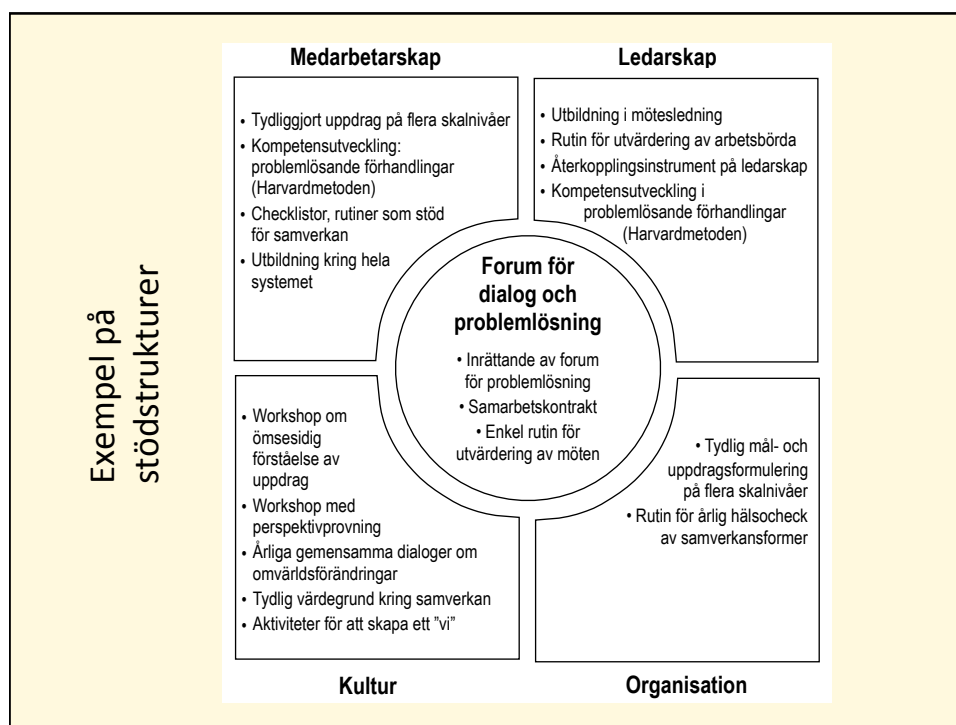 Exempel på
stödstrukturer
Medarbetarskap
• Tydliggjort uppdrag på flera skalnivåer
• Kompetensutveckling:
problemlösande förhandlingar
(Harvardmetoden)
• Checklistor, rutiner som stöd
för samverkan
• Utbildning kring hela
systemet
Ledarskap
• Utbildning i mötesledning
• Rutin för utvärdering av arbetsbörda
• Återkopplingsinstrument på ledarskap
• Kompetensutveckling i
problemlösande förhandlingar
(Harvardmetoden)
Forum för
dialog och
problemlösning
• Inrättande av forum
för problemlösning
• Samarbetskontrakt
• Enkel rutin för
utvärdering av möten
• Workshop om
ömsesidig
förståelse av
uppdrag
• Workshop med
perspektivprovning
• Årliga gemensamma dialoger om
omvärldsförändringar
• Tydlig värdegrund kring samverkan
• Aktiviteter för att skapa ett ”vi”
Kultur
• Tydlig mål- och
uppdragsformulering
på flera skalnivåer
• Rutin för årlig hälsocheck
av samverkansformer
Organisation